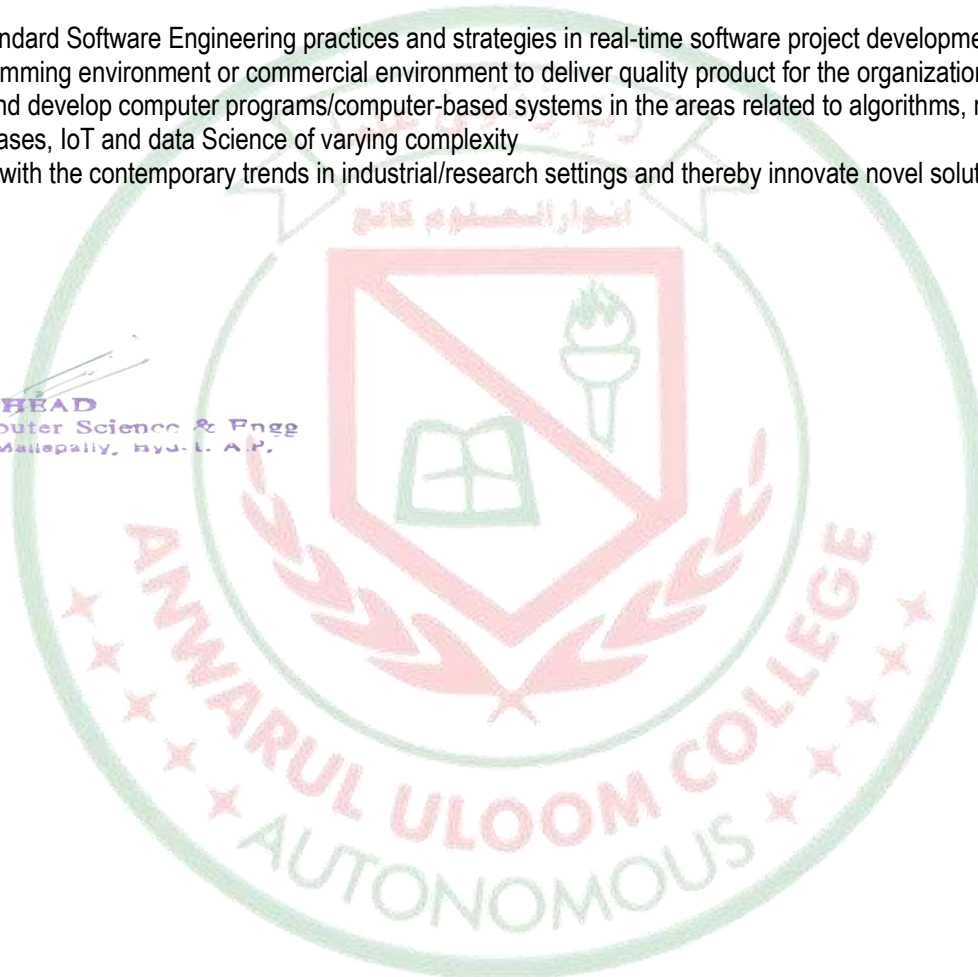 ndard Software Engineering practices and strategies in real-time software project developme
mming environment or commercial environment to deliver quality product for the organization
nd develop computer programs/computer-based systems in the areas related to algorithms,
ases, IoT and data Science of varying complexity
with the contemporary trends in industrial/research settings and thereby innovate novel solut
انوارالعلوم کالج
HEAD
puter Science & Engg
Mallepally, Hyd-1. A.P.
ANWARUL ULOOM COLLEGE
AUTONOMOUS